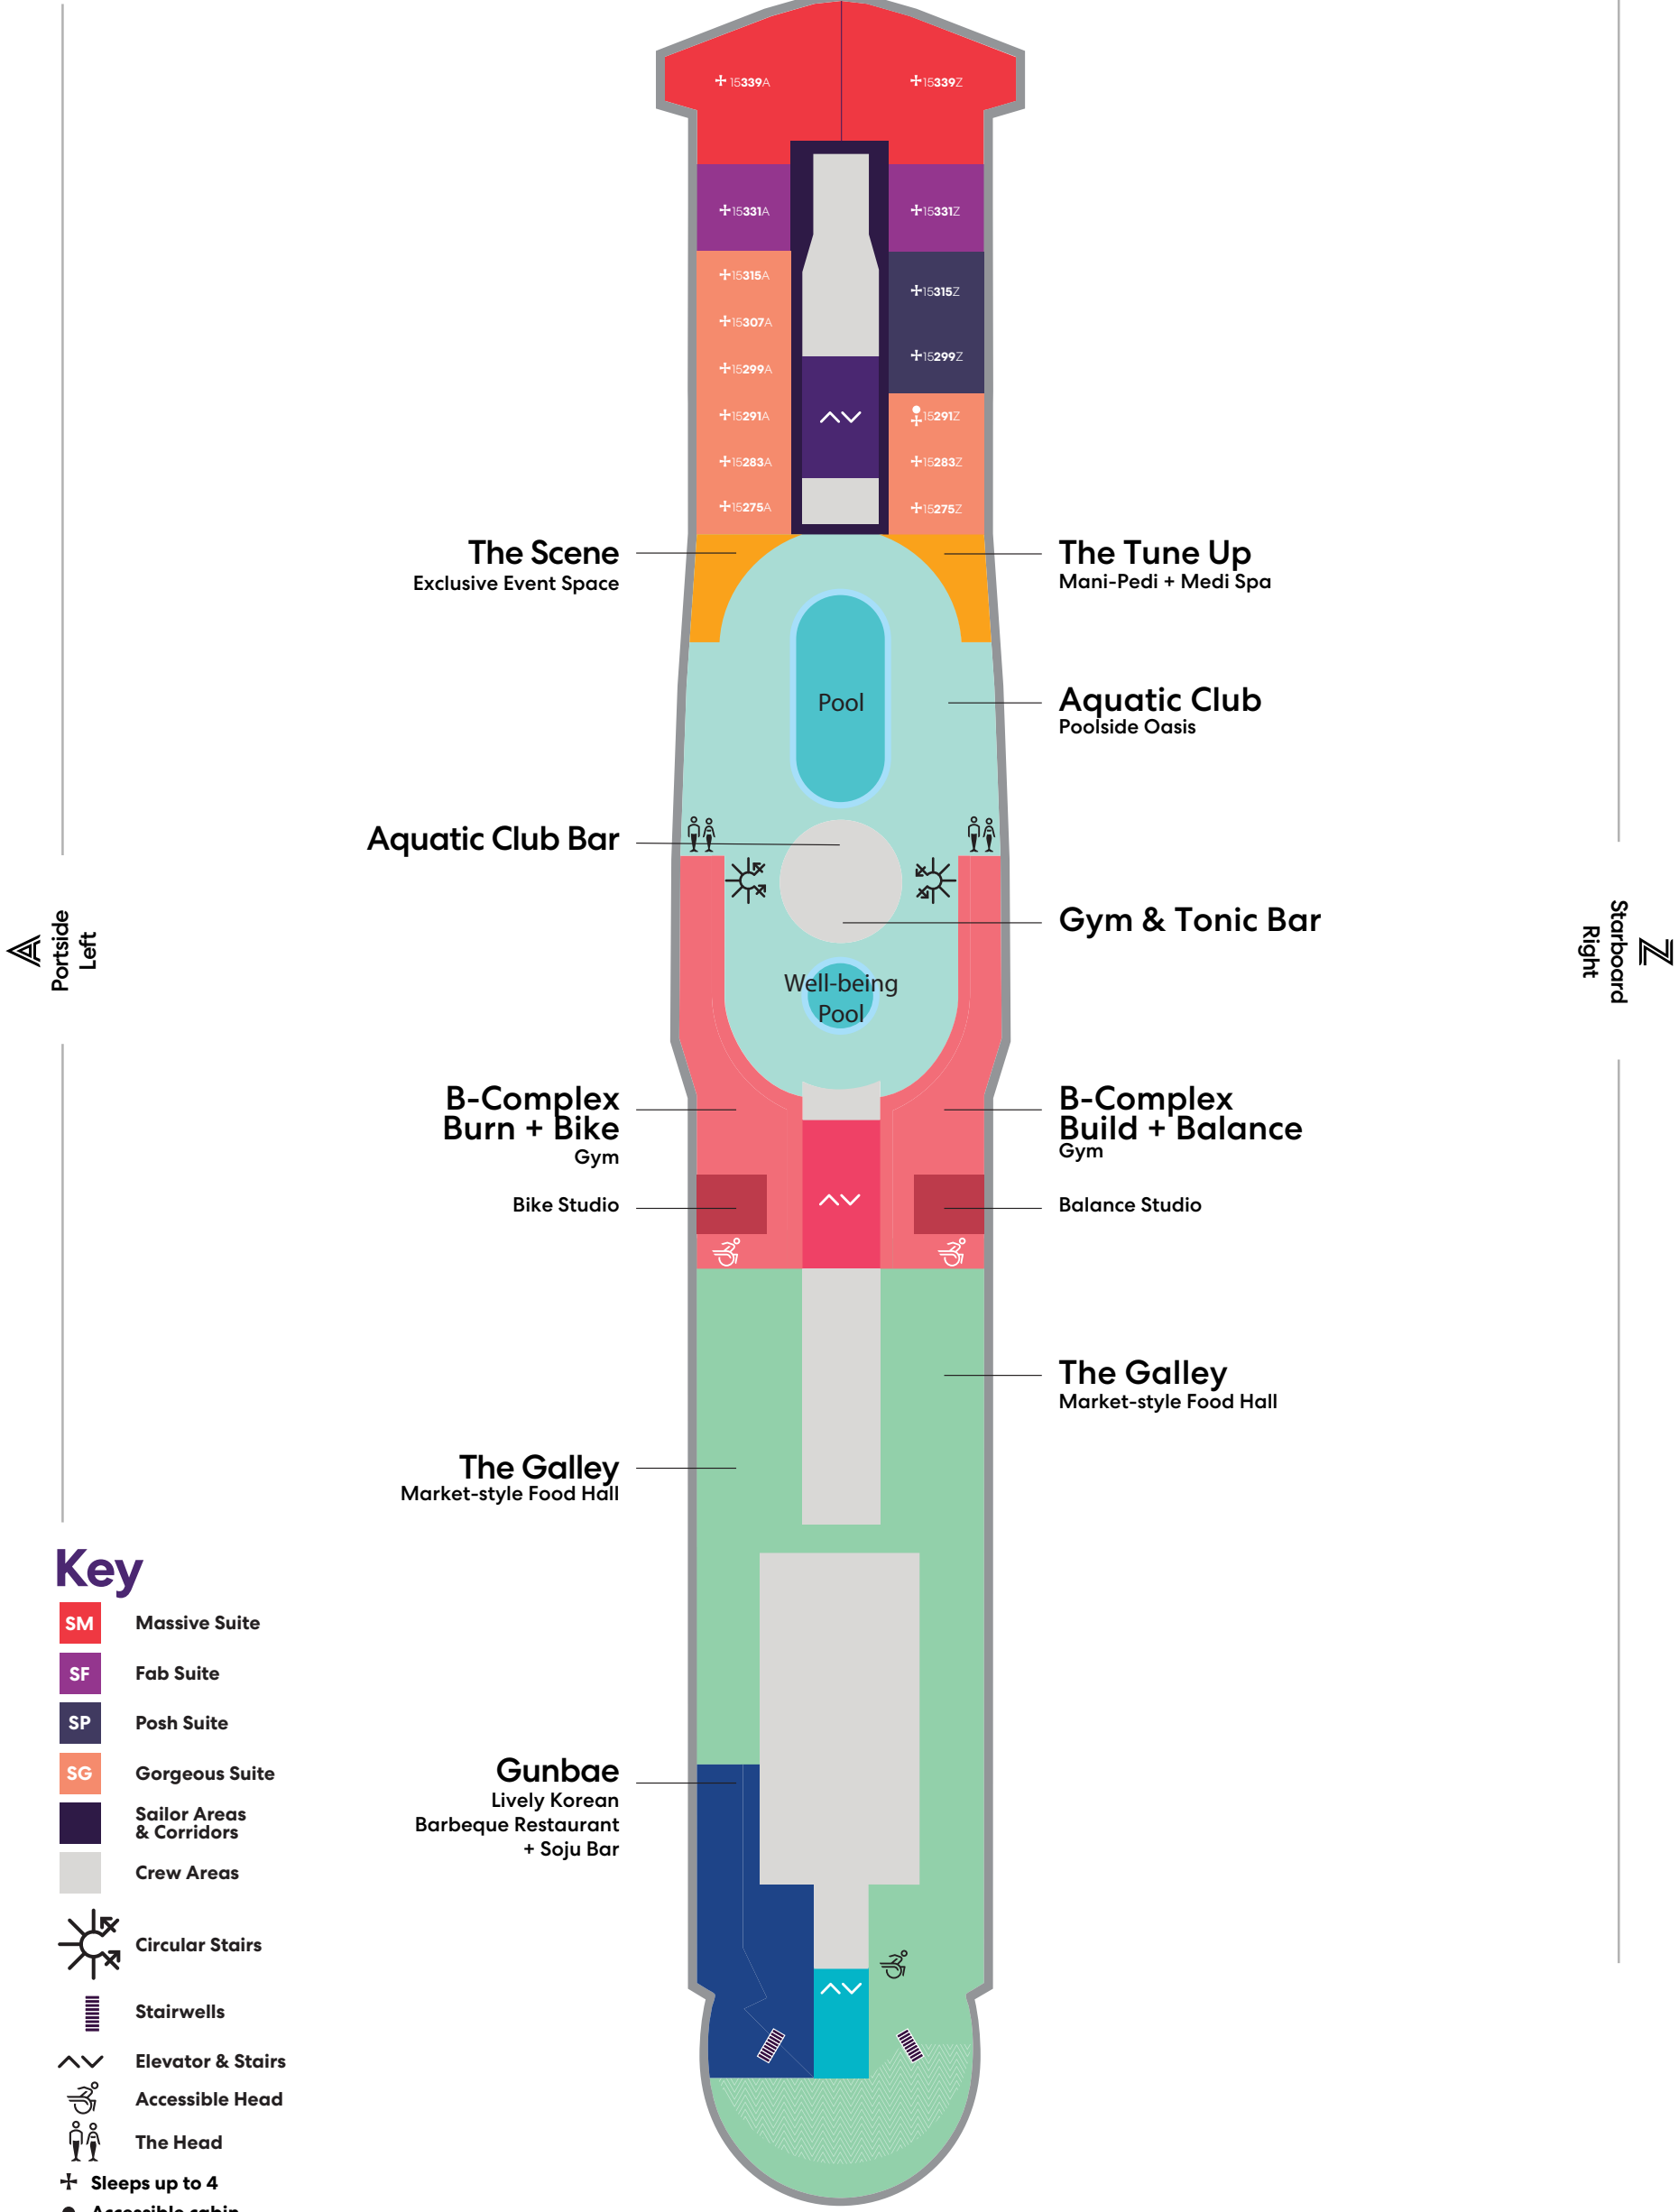 15339A
15339Z
15331A
15331Z
15315A
15315Z
15307A
15299Z
15299A
15291A
15291Z
15283A
15283Z
15275A
15275Z
The Scene
Exclusive Event Space
The Tune Up
Mani-Pedi + Medi Spa
Pool
Aquatic Club
Poolside Oasis
Aquatic Club Bar
Gym & Tonic Bar
A
Portside
Left
Z
Starboard
Right
Well-being
Pool
B-Complex
Burn + Bike
Gym
B-Complex
Build + Balance
Gym
Bike Studio
Balance Studio
The Galley
Market-style Food Hall
The Galley
Market-style Food Hall
Gunbae
Lively Korean
Barbeque Restaurant
+ Soju Bar
Key
SM Massive Suite
SF Fab Suite
SP Posh Suite
SG Gorgeous Suite
Sailor Areas
& Corridors
Crew Areas
Circular Stairs
Stairwells
Elevator & Stairs
Accessible Head
The Head
Sleeps up to 4
Accessible cabin